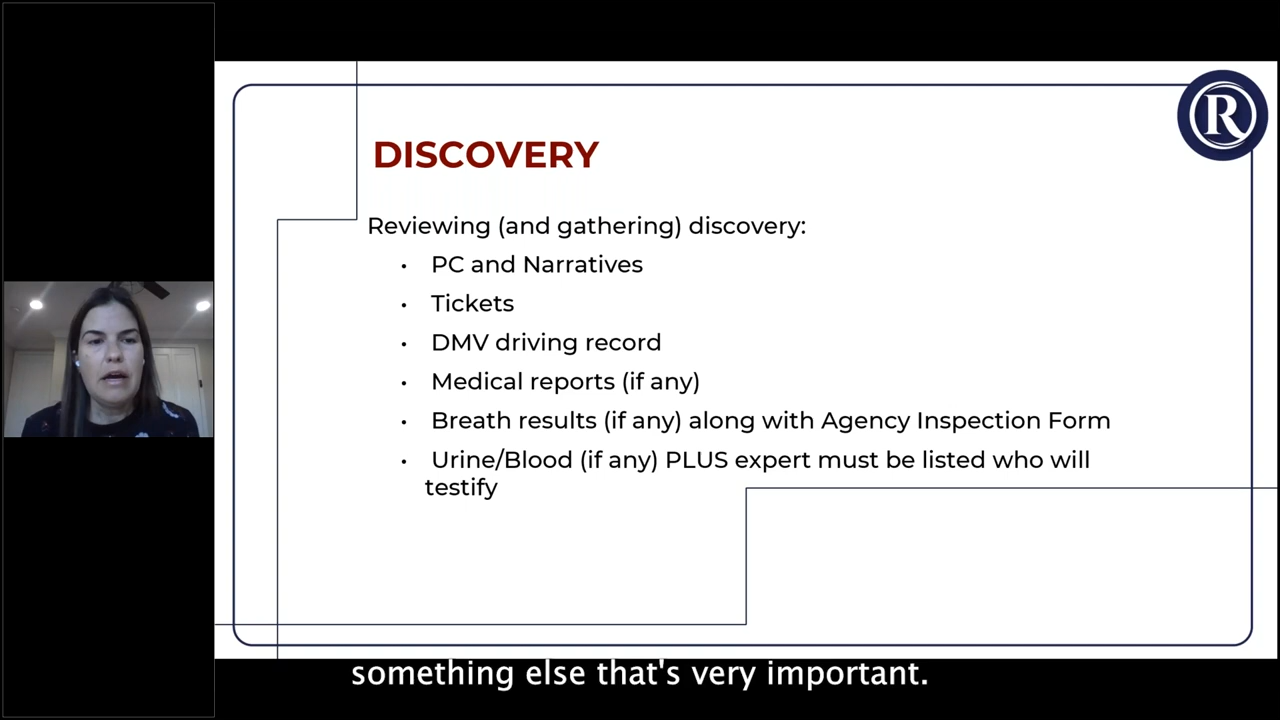 R
DISCOVERY
Reviewing (and gathering) discovery:
• PC and Narratives
• Tickets
• DMV driving record
• Medical reports (if any)
• Breath results (if any) along with Agency Inspection Form
• Urine/Blood (if any) PLUS expert must be listed who will
testify
something else that's very important.